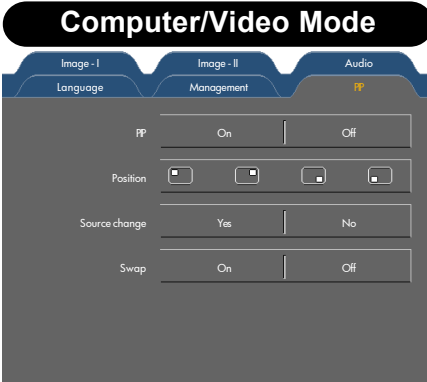 Computer/Video Mode
Image - I Image - II Audio
Language Management PIP
PIP On Off
Position
Source change Yes No
Swap On Off